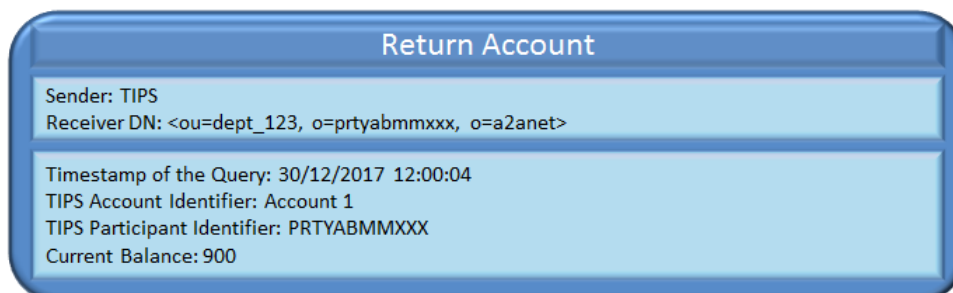 Return Account
Sender: TIPS
Receiver DN: <ou=dept_123, o=prtyabmmxxx, o=a2anet>
Timestamp of the Query: 30/12/2017 12:00:04
TIPS Account Identifier: Account 1
TIPS Participant Identifier: PRTYABMMXXX
Current Balance: 900